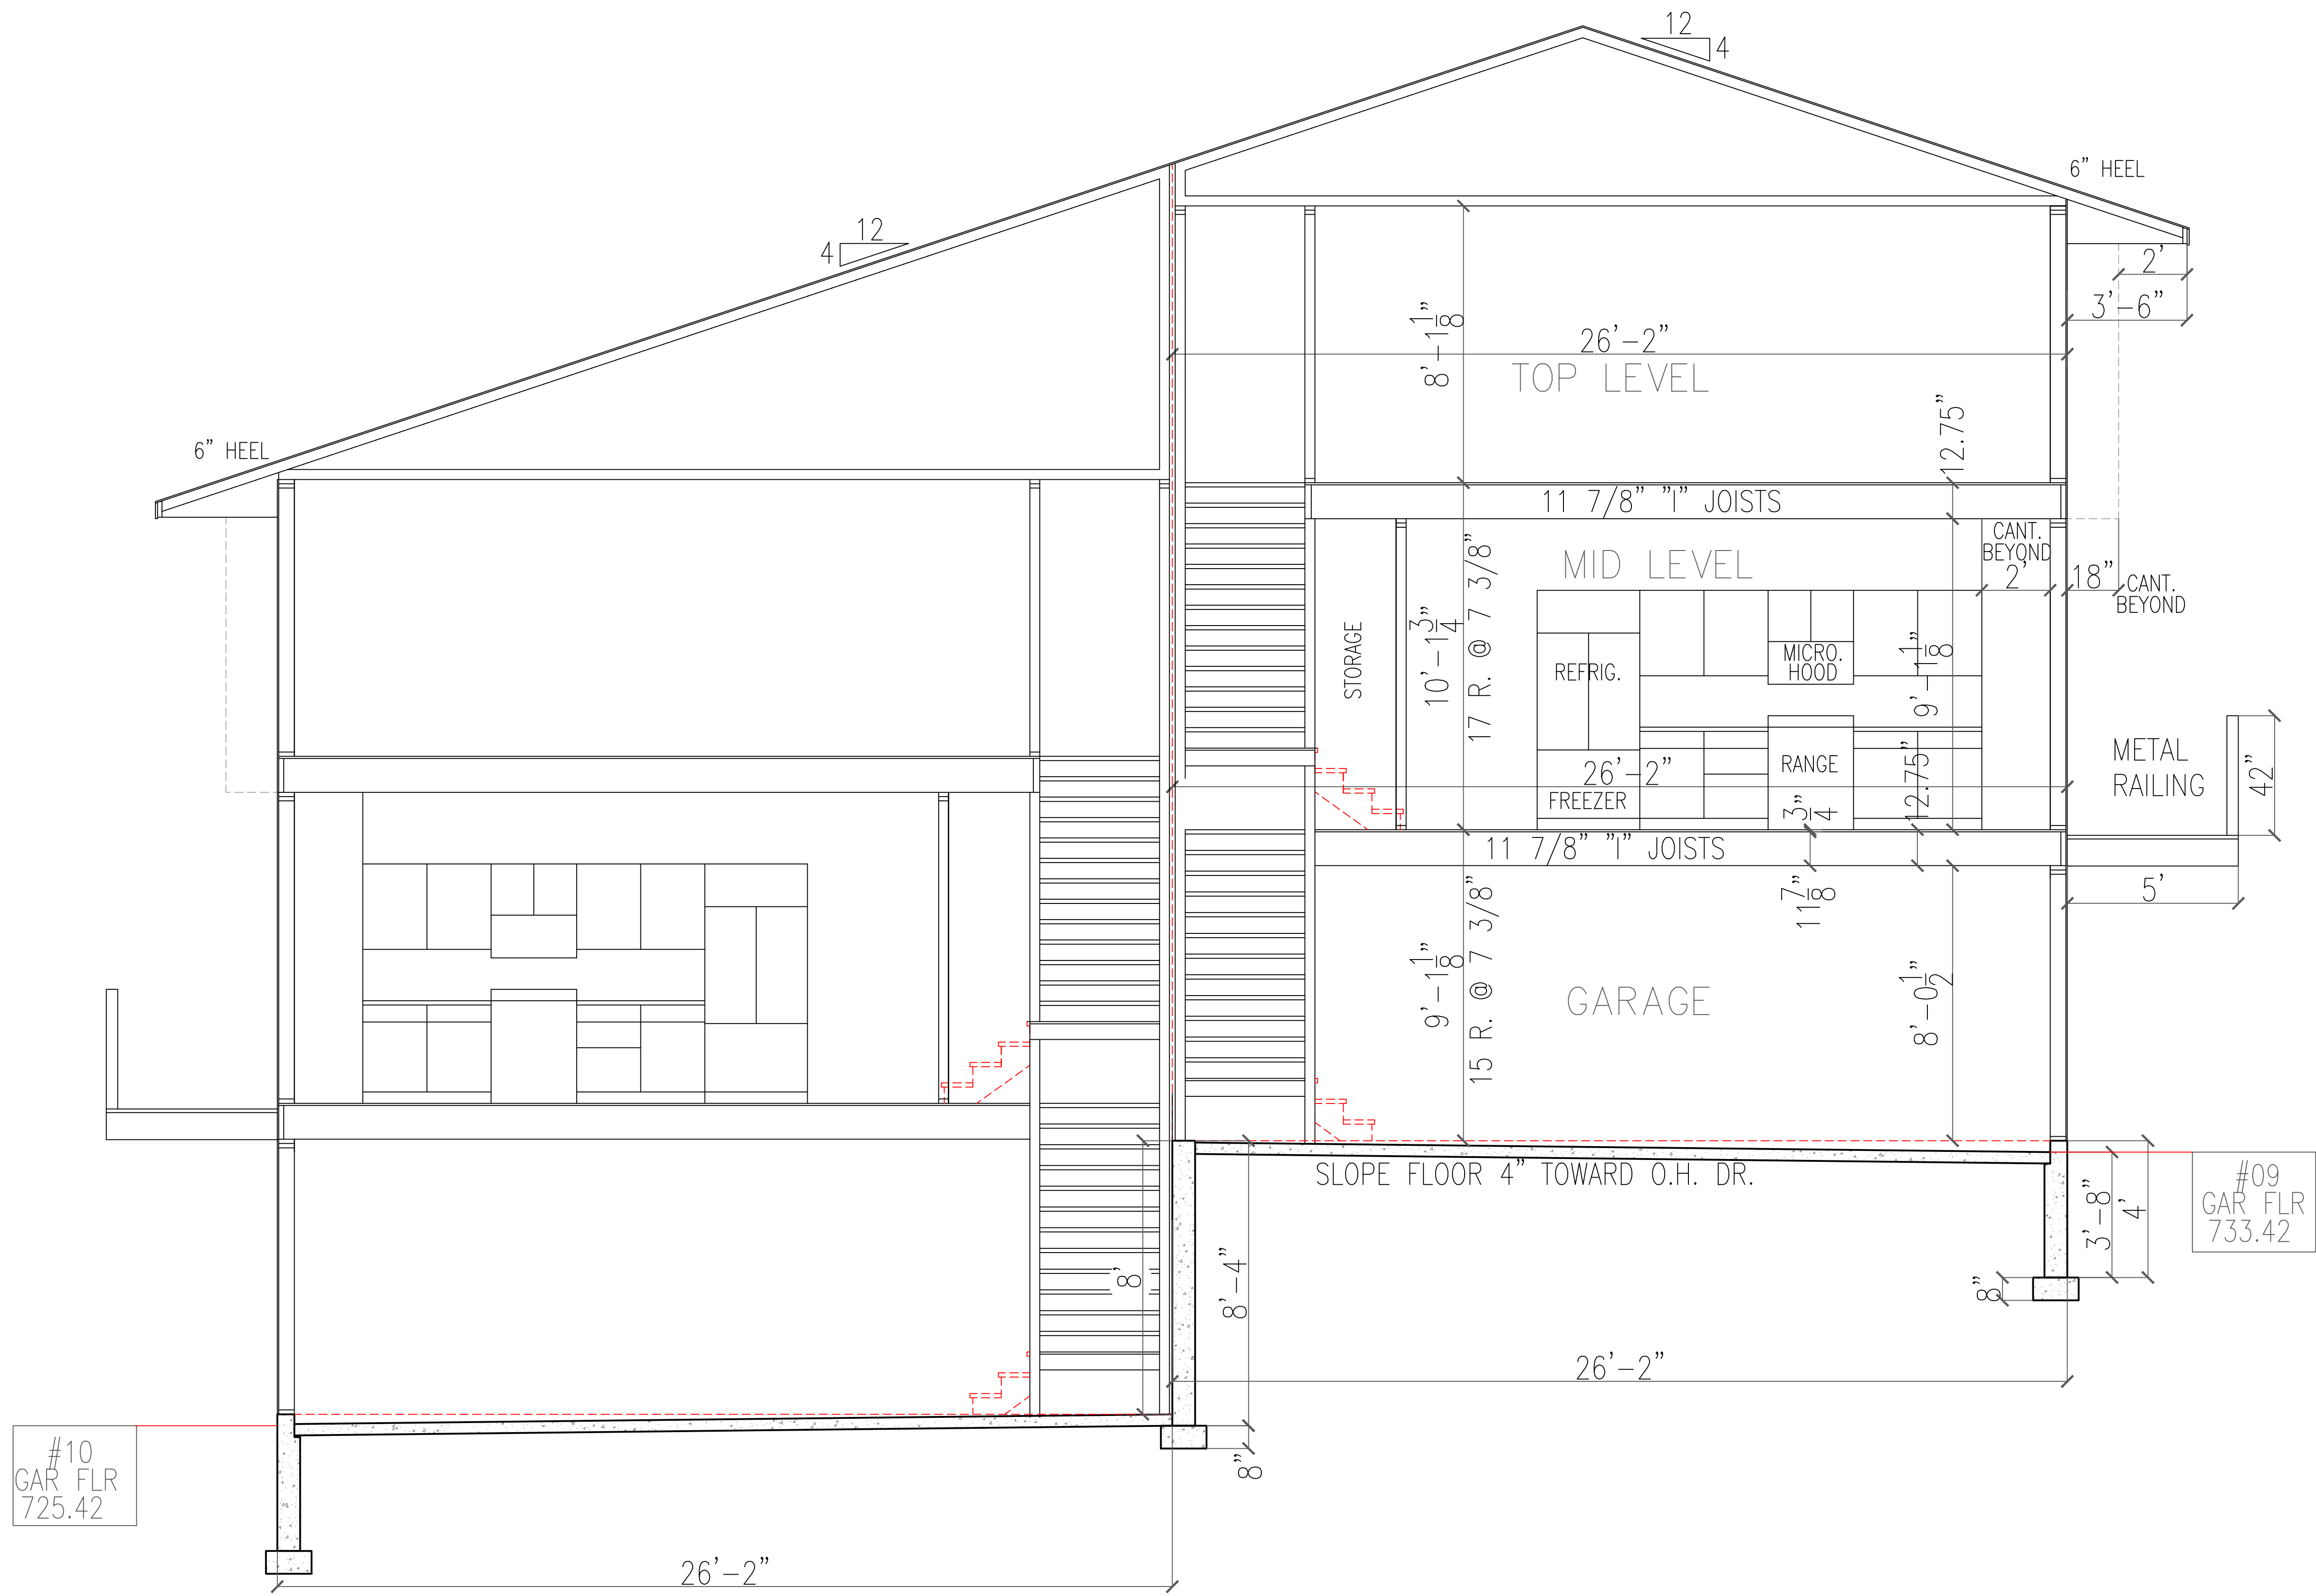 12
4
6" HEEL
12
4
2'
3'-6"
8'-1 1/8"
26'-2"
TOP LEVEL
12.75"
6" HEEL
11 7/8" "I" JOISTS
CANT.
BEYOND
2'
18"
CANT.
BEYOND
MID LEVEL
STORAGE
10'-1 3/4"
17 R. @ 7 3/8"
REFRIG.
MICRO.
HOOD
9'-1 1/8"
METAL
RAILING
42"
26'-2"
RANGE
FREEZER
3/4"
12.75"
11 7/8" "I" JOISTS
11 7/8"
5'
9'-1 1/8"
15 R. @ 7 3/8"
GARAGE
8'-0 1/2"
SLOPE FLOOR 4" TOWARD O.H. DR.
#09
GAR FLR
733.42
3'-8"
4'
8'
8'-4"
8"
26'-2"
#10
GAR FLR
725.42
8"
26'-2"